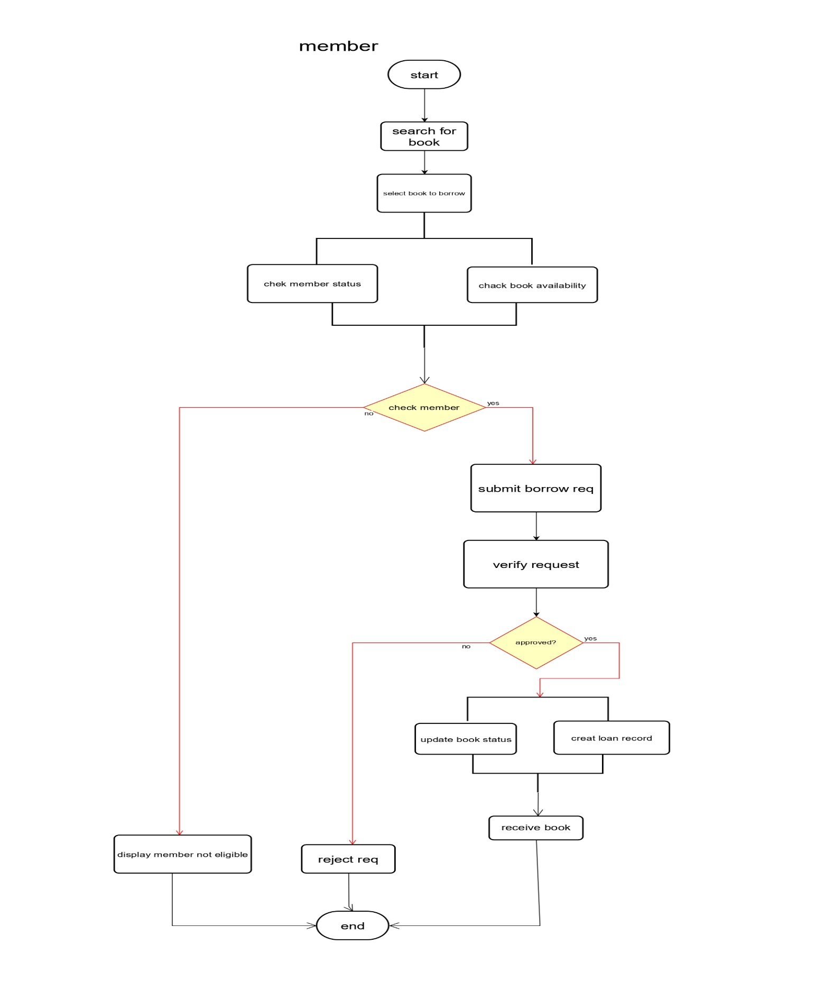 member
start
search for
book
select book to borrow
chek member status
chack book availability
check member
yes
no
submit borrow req
verify request
approved?
yes
no
update book status
creat loan record
receive book
display member not eligible
reject req
end